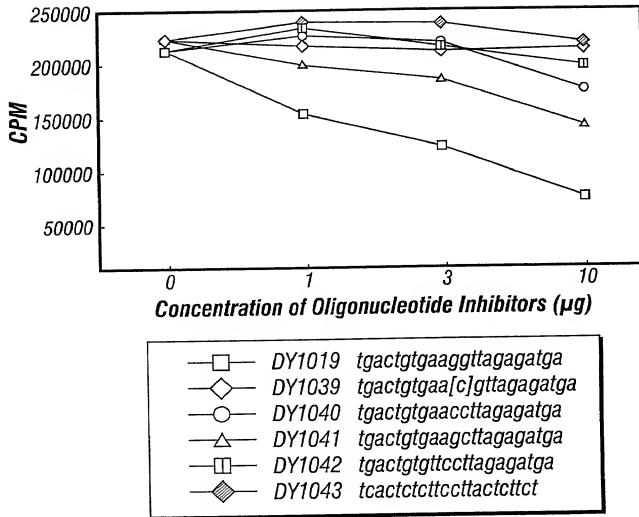 250000
200000
150000
100000
50000
CPM
0 1 3 10
Concentration of Oligonucleotide Inhibitors (µg)
DY1019 tgactgtgaaggttagagatga
DY1039 tgactgtgaa[c]gttagagatga
DY1040 tgactgtgaaccttagagatga
DY1041 tgactgtgaagcttagagatga
DY1042 tgactgtgttccttagagatga
DY1043 tcactctcttccttactcttct